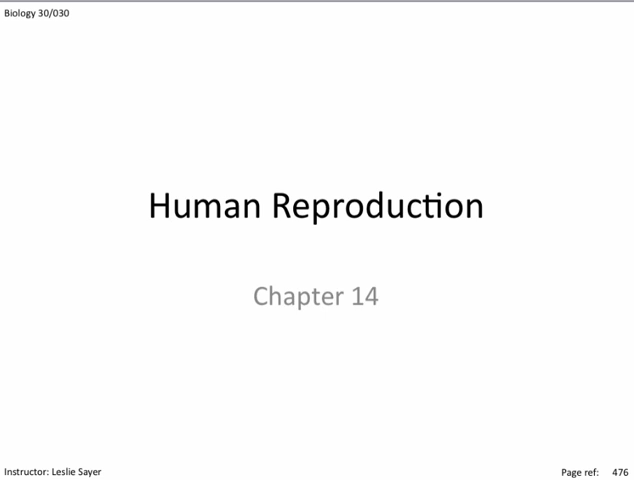 Biology 30/030
Human Reproduction
Chapter 14
Instructor: Leslie Sayer
Page ref: 476